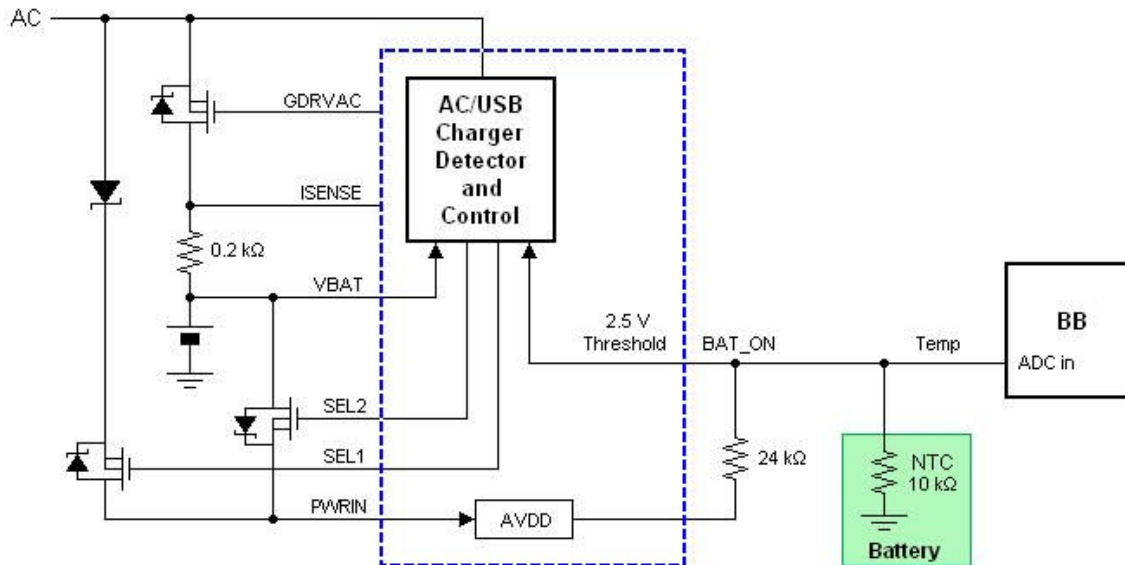 AC
GDRVAC
AC/USB
Charger
Detector
and
Control
ISENSE
0.2 kΩ
VBAT
2.5 V
Threshold
BAT_ON
Temp
BB
ADC in
SEL2
SEL1
24 kΩ
NTC
10 kΩ
PWRIN
AVDD
Battery